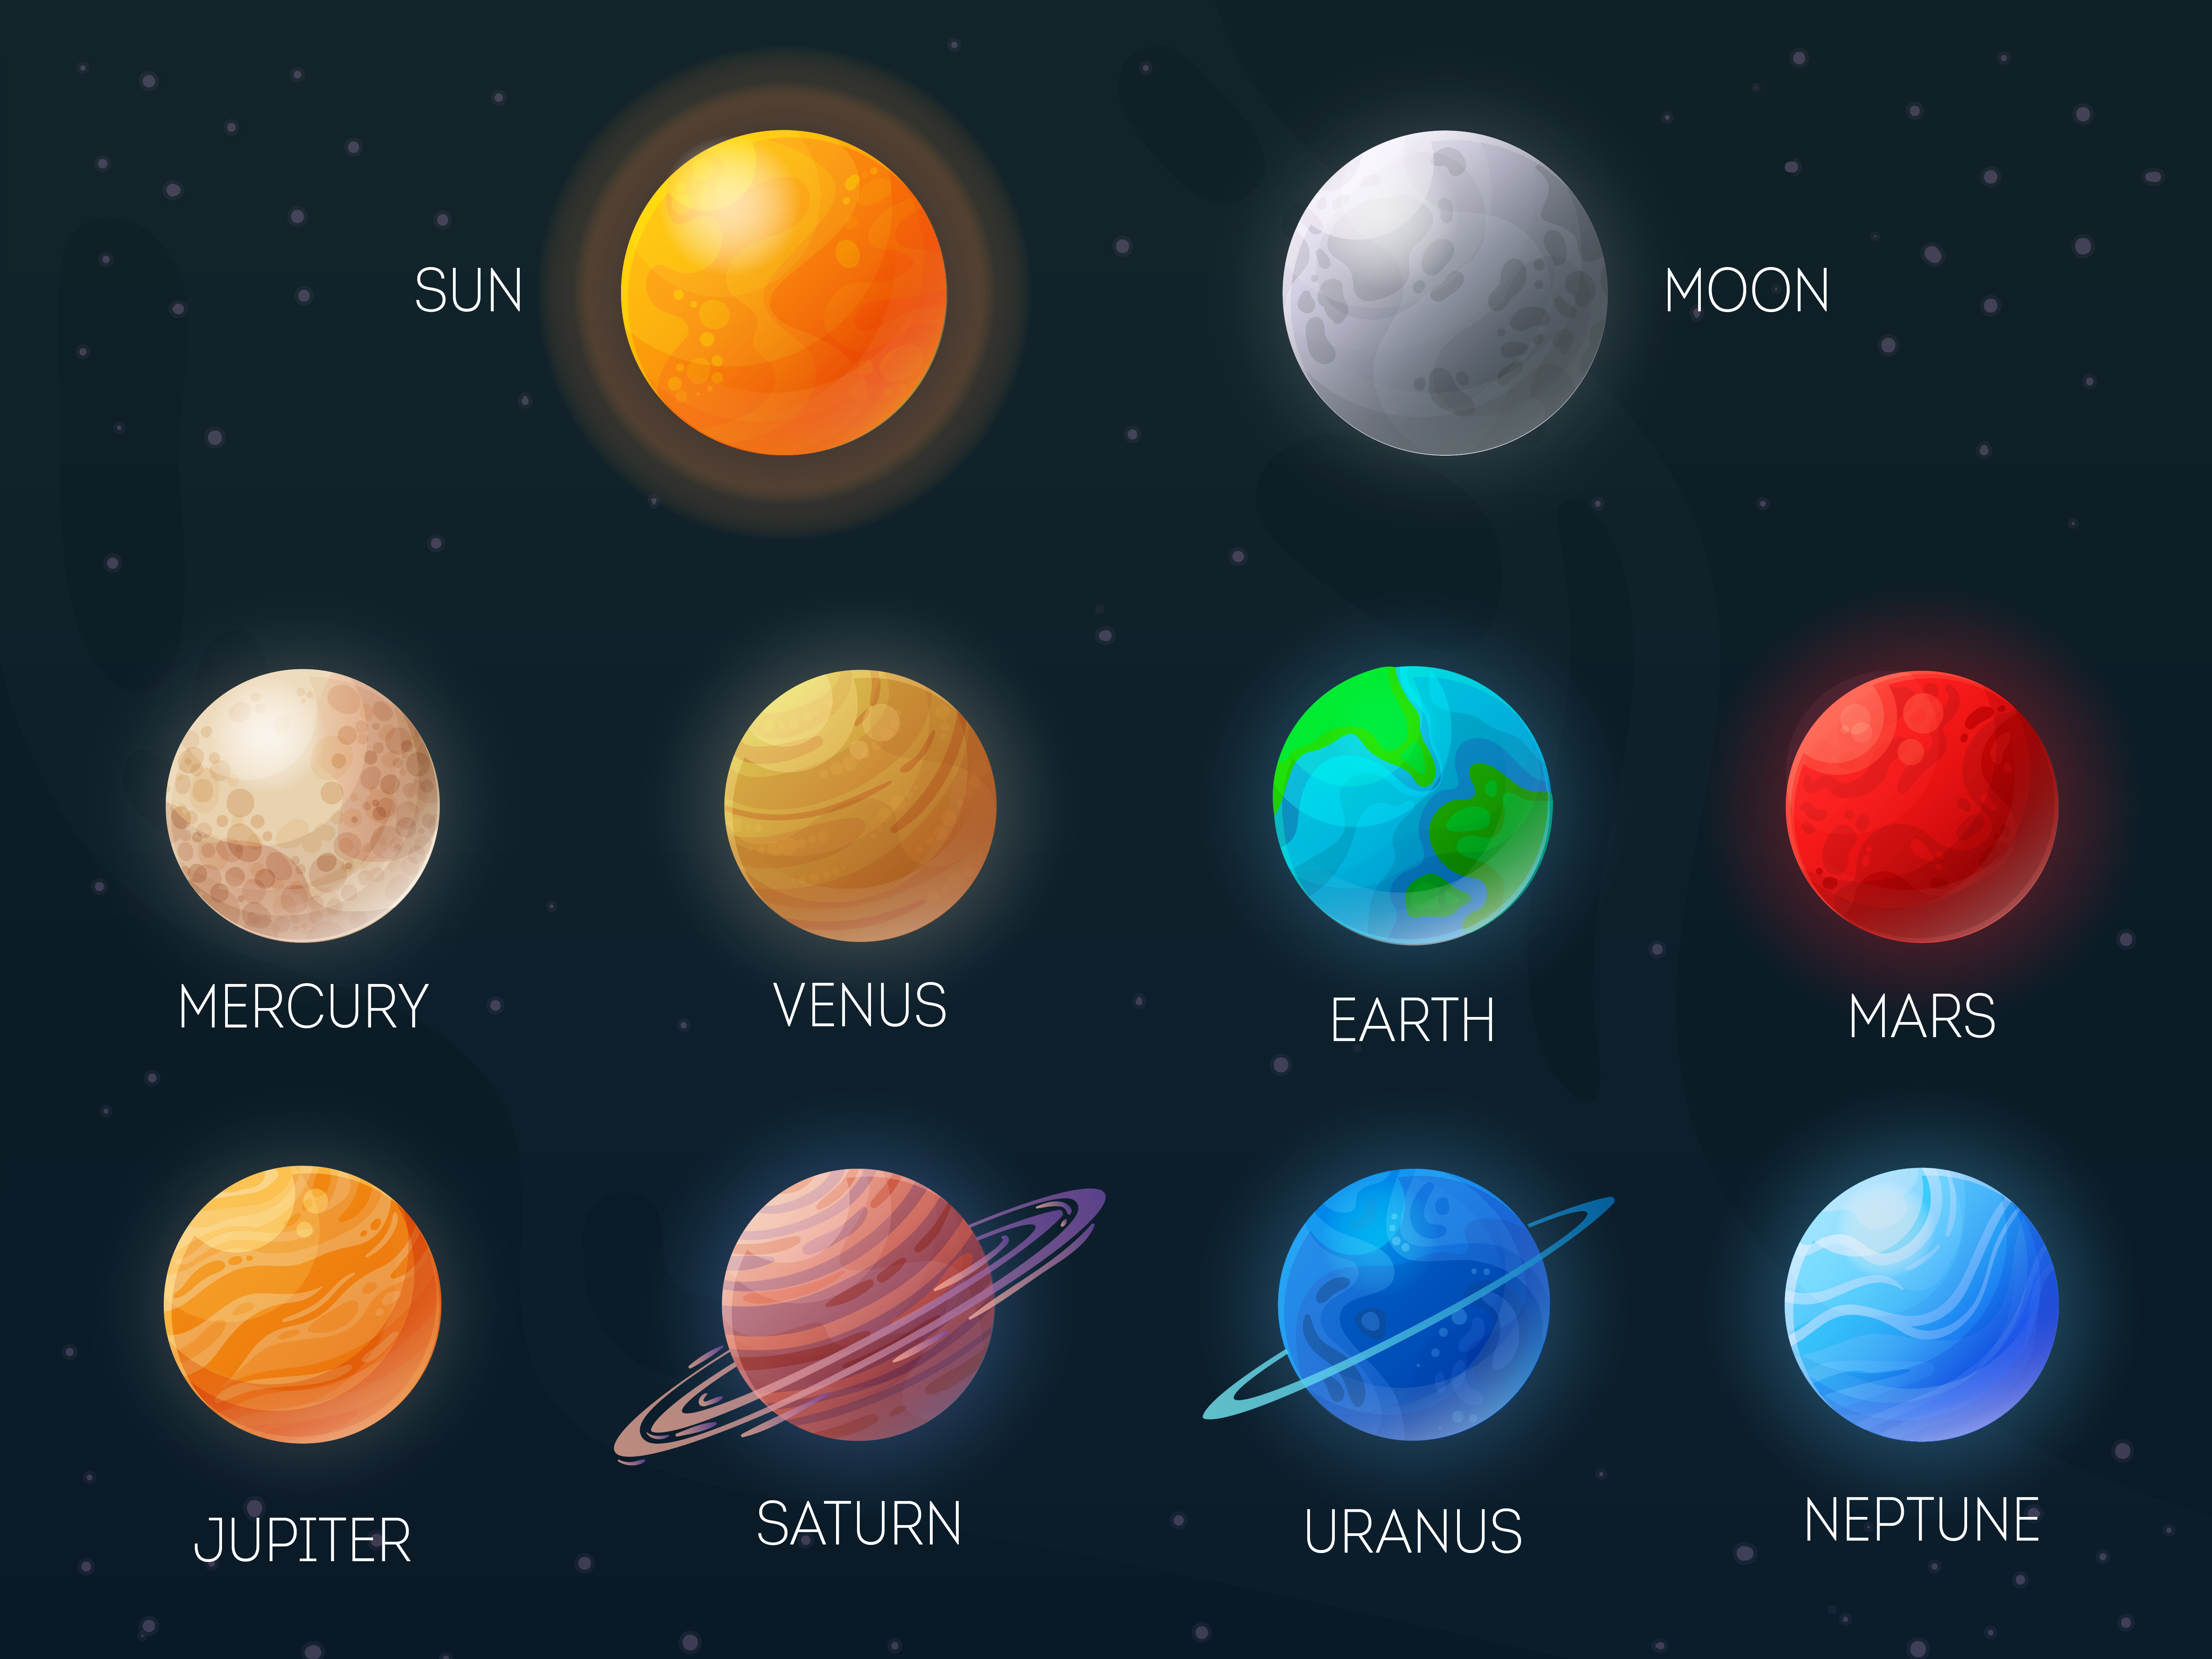 SUN
MOON
MERCURY
VENUS
EARTH
MARS
JUPITER
SATURN
URANUS
NEPTUNE